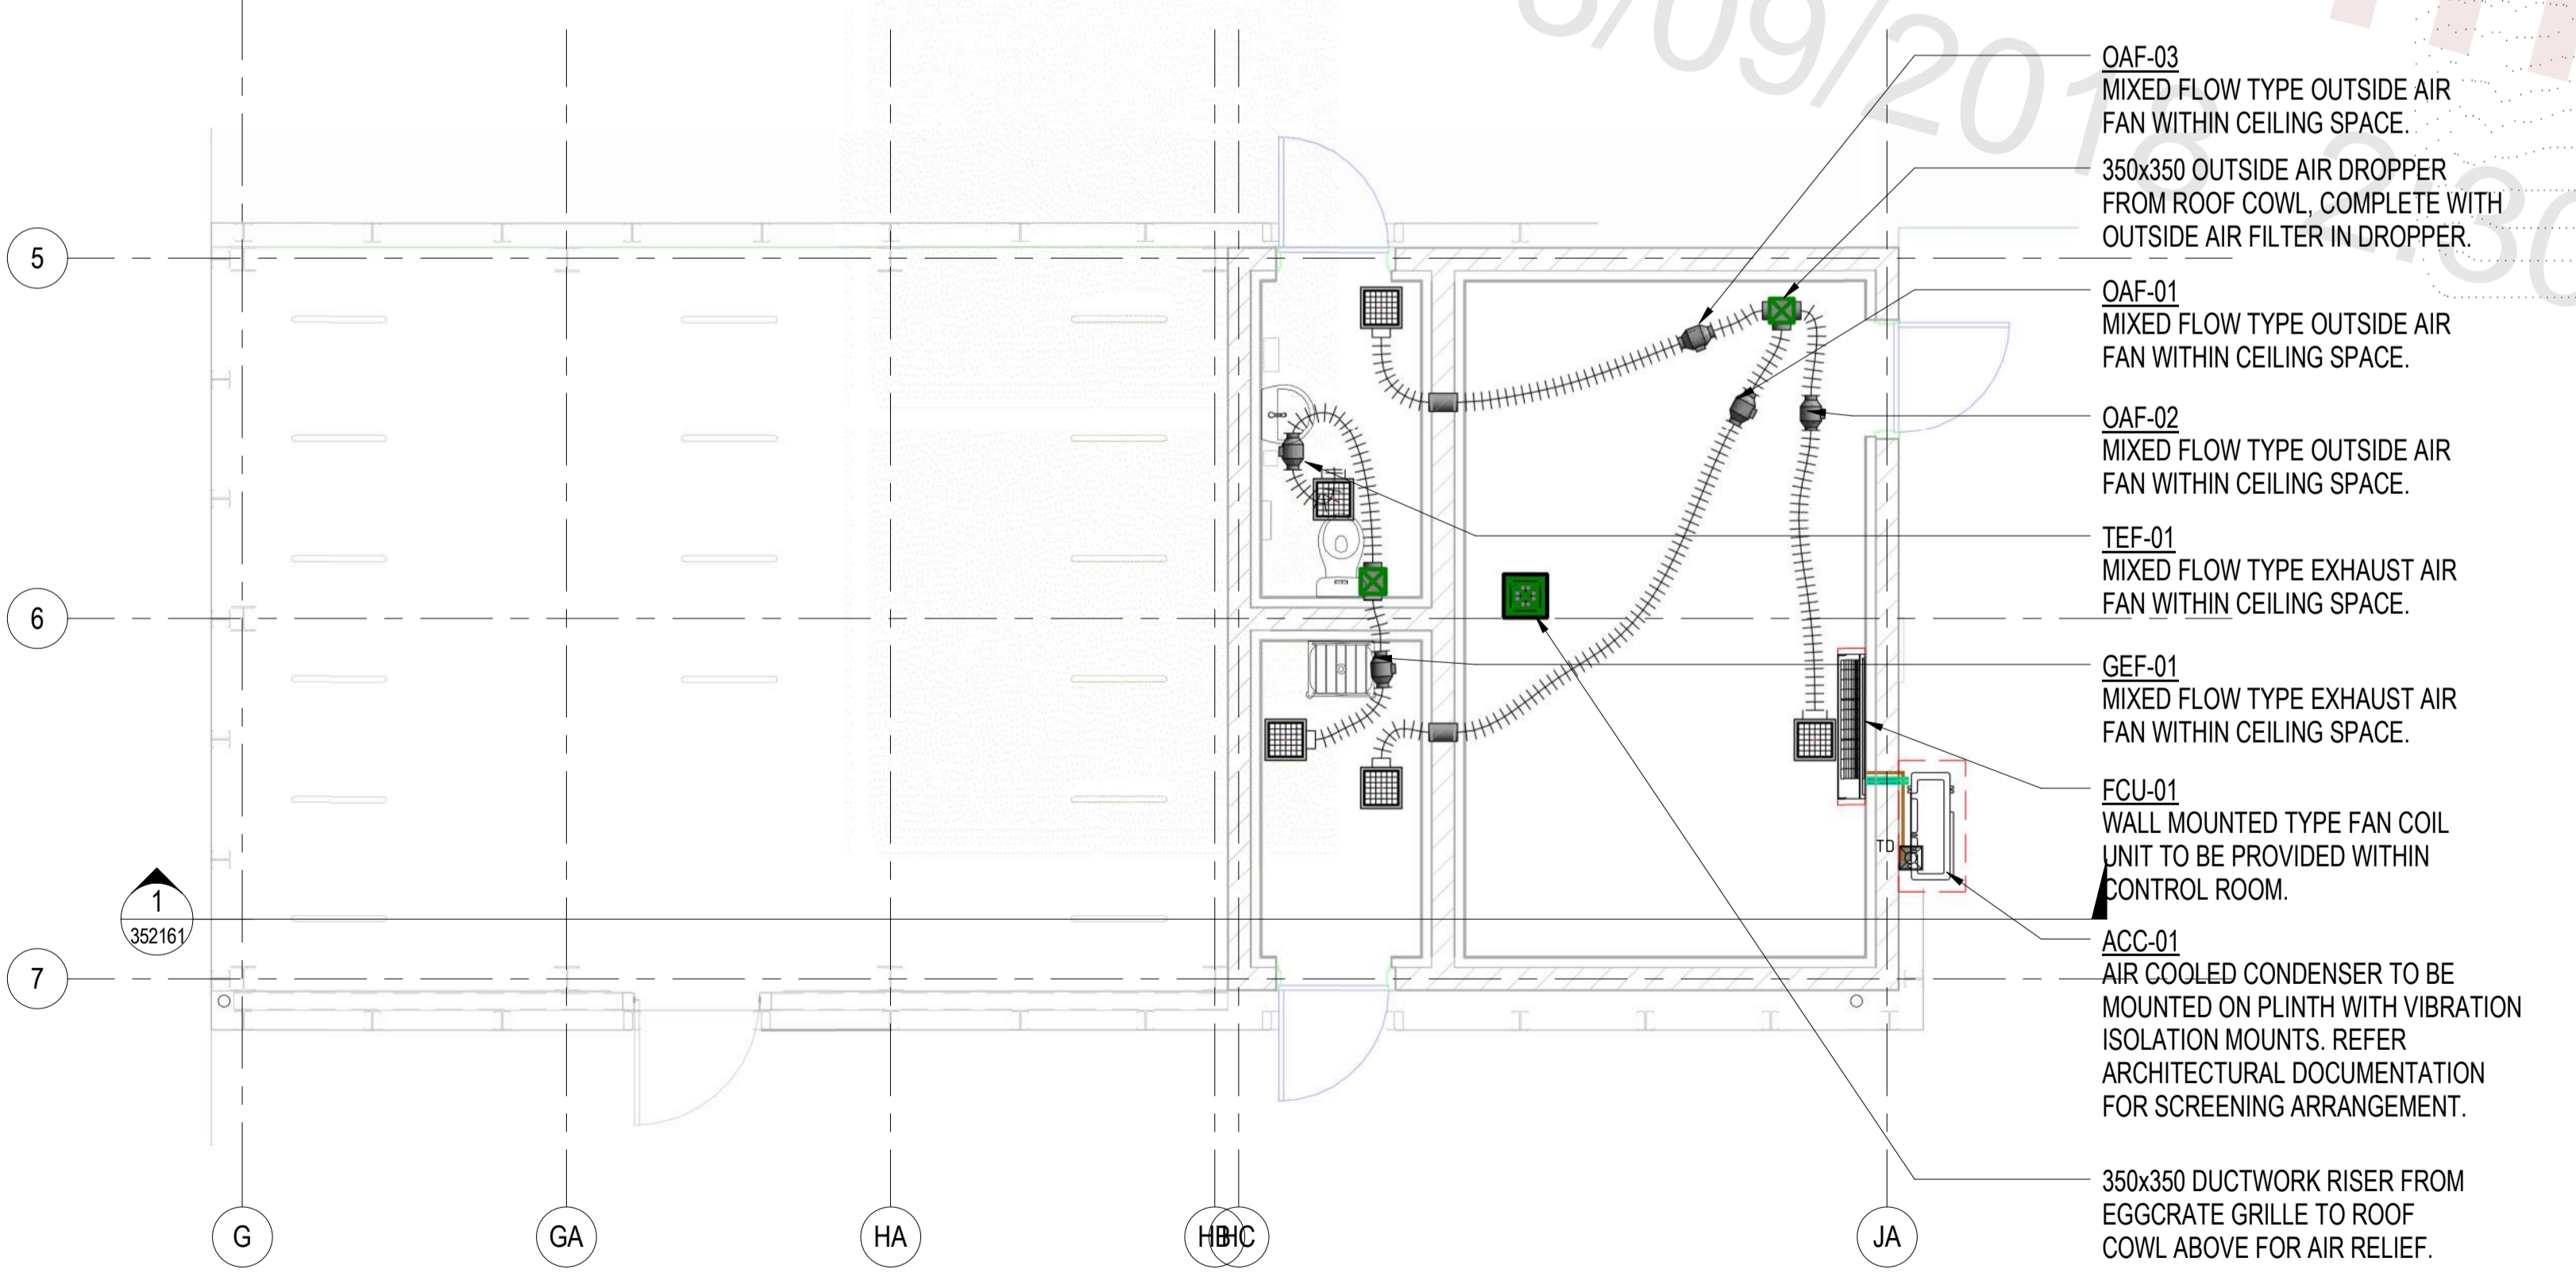 3/09/2018 2:30
OAF-03
MIXED FLOW TYPE OUTSIDE AIR
FAN WITHIN CEILING SPACE.
350x350 OUTSIDE AIR DROPPER
FROM ROOF COWL, COMPLETE WITH
OUTSIDE AIR FILTER IN DROPPER.
OAF-01
MIXED FLOW TYPE OUTSIDE AIR
FAN WITHIN CEILING SPACE.
OAF-02
MIXED FLOW TYPE OUTSIDE AIR
FAN WITHIN CEILING SPACE.
TEF-01
MIXED FLOW TYPE EXHAUST AIR
FAN WITHIN CEILING SPACE.
GEF-01
MIXED FLOW TYPE EXHAUST AIR
FAN WITHIN CEILING SPACE.
FCU-01
WALL MOUNTED TYPE FAN COIL
UNIT TO BE PROVIDED WITHIN
CONTROL ROOM.
ACC-01
AIR COOLED CONDENSER TO BE
MOUNTED ON PLINTH WITH VIBRATION
ISOLATION MOUNTS. REFER
ARCHITECTURAL DOCUMENTATION
FOR SCREENING ARRANGEMENT.
350x350 DUCTWORK RISER FROM
EGGCRATE GRILLE TO ROOF
COWL ABOVE FOR AIR RELIEF.
5
6
7
1
352161
TD
G
GA
HA
HB
HC
JA